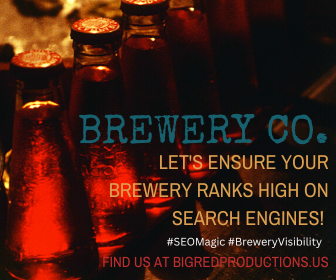 BREWERY CO.
LET'S ENSURE YOUR
BREWERY RANKS HIGH ON
SEARCH ENGINES!
#SEOMagic #BreweryVisibility
FIND US AT BIGREDPRODUCTIONS.US